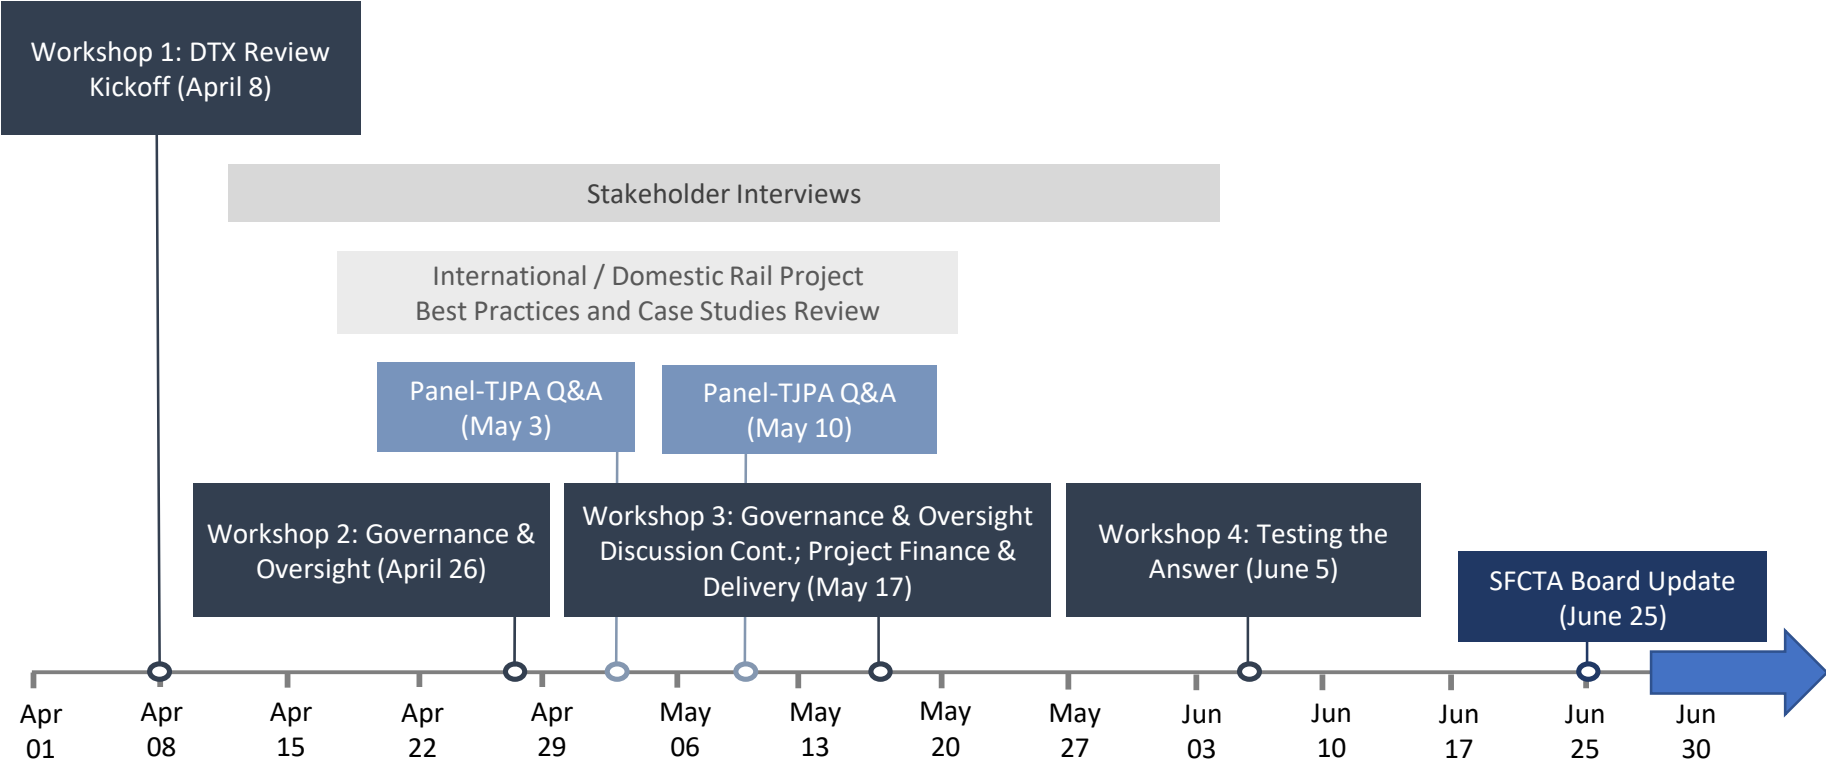 Workshop 1: DTX Review
Kickoff (April 8)
Stakeholder Interviews
International / Domestic Rail Project
Best Practices and Case Studies Review
Panel-TJPA Q&A
(May 3)
Panel-TJPA Q&A
(May 10)
Workshop 2: Governance &
Oversight (April 26)
Workshop 3: Governance & Oversight
Discussion Cont.; Project Finance &
Delivery (May 17)
Workshop 4: Testing the
Answer (June 5)
SFCTA Board Update
(June 25)
Apr
01
Apr
08
Apr
15
Apr
22
Apr
29
May
06
May
13
May
20
May
27
Jun
03
Jun
10
Jun
17
Jun
25
Jun
30